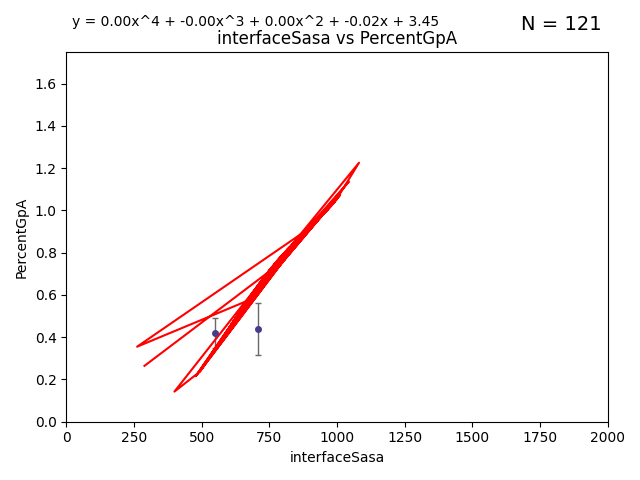 y = 0.00x^4 + -0.00x^3 + 0.00x^2 + -0.02x + 3.45
N = 121
interfaceSasa vs PercentGpA
PercentGpA
1.6
1.4
1.2
1.0
0.8
0.6
0.4
0.2
0.0
0 250 500 750 1000 1250 1500 1750 2000
interfaceSasa